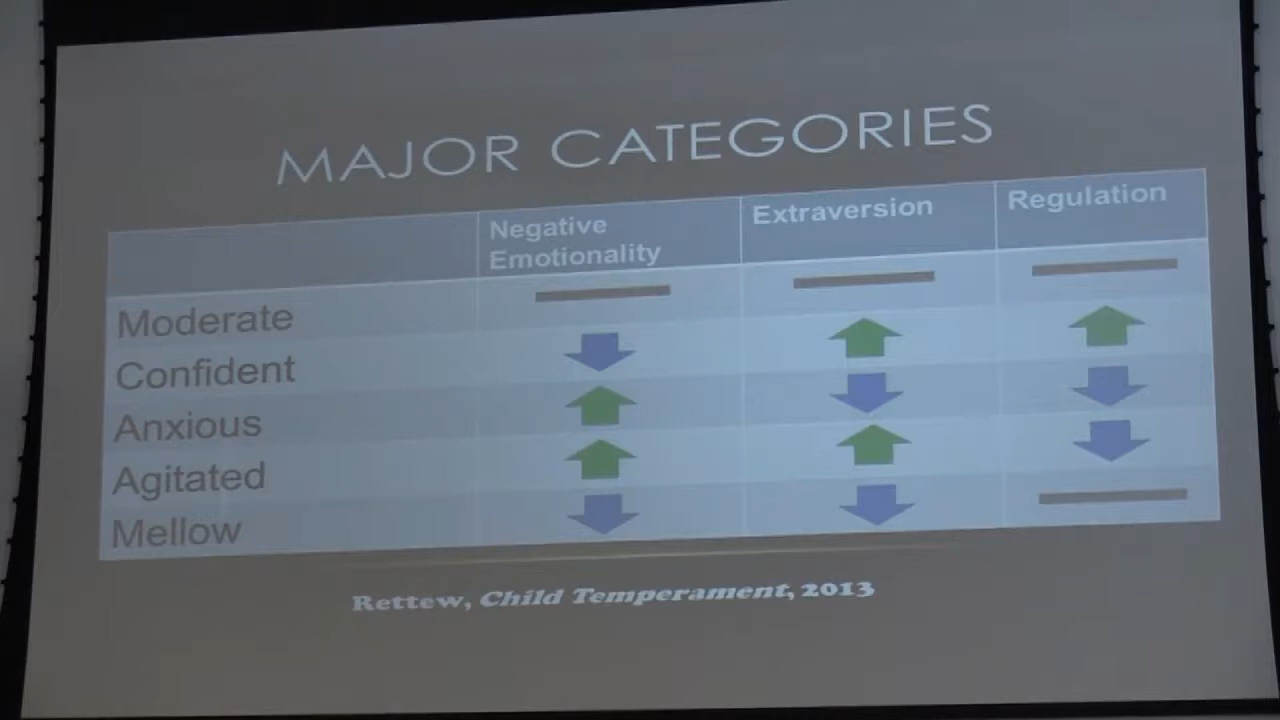 MAJOR CATEGORIES
Negative
Emotionality
Extraversion
Regulation
Moderate
Confident
Anxious
Agitated
Mellow
Rettew, Child Temperament, 2013